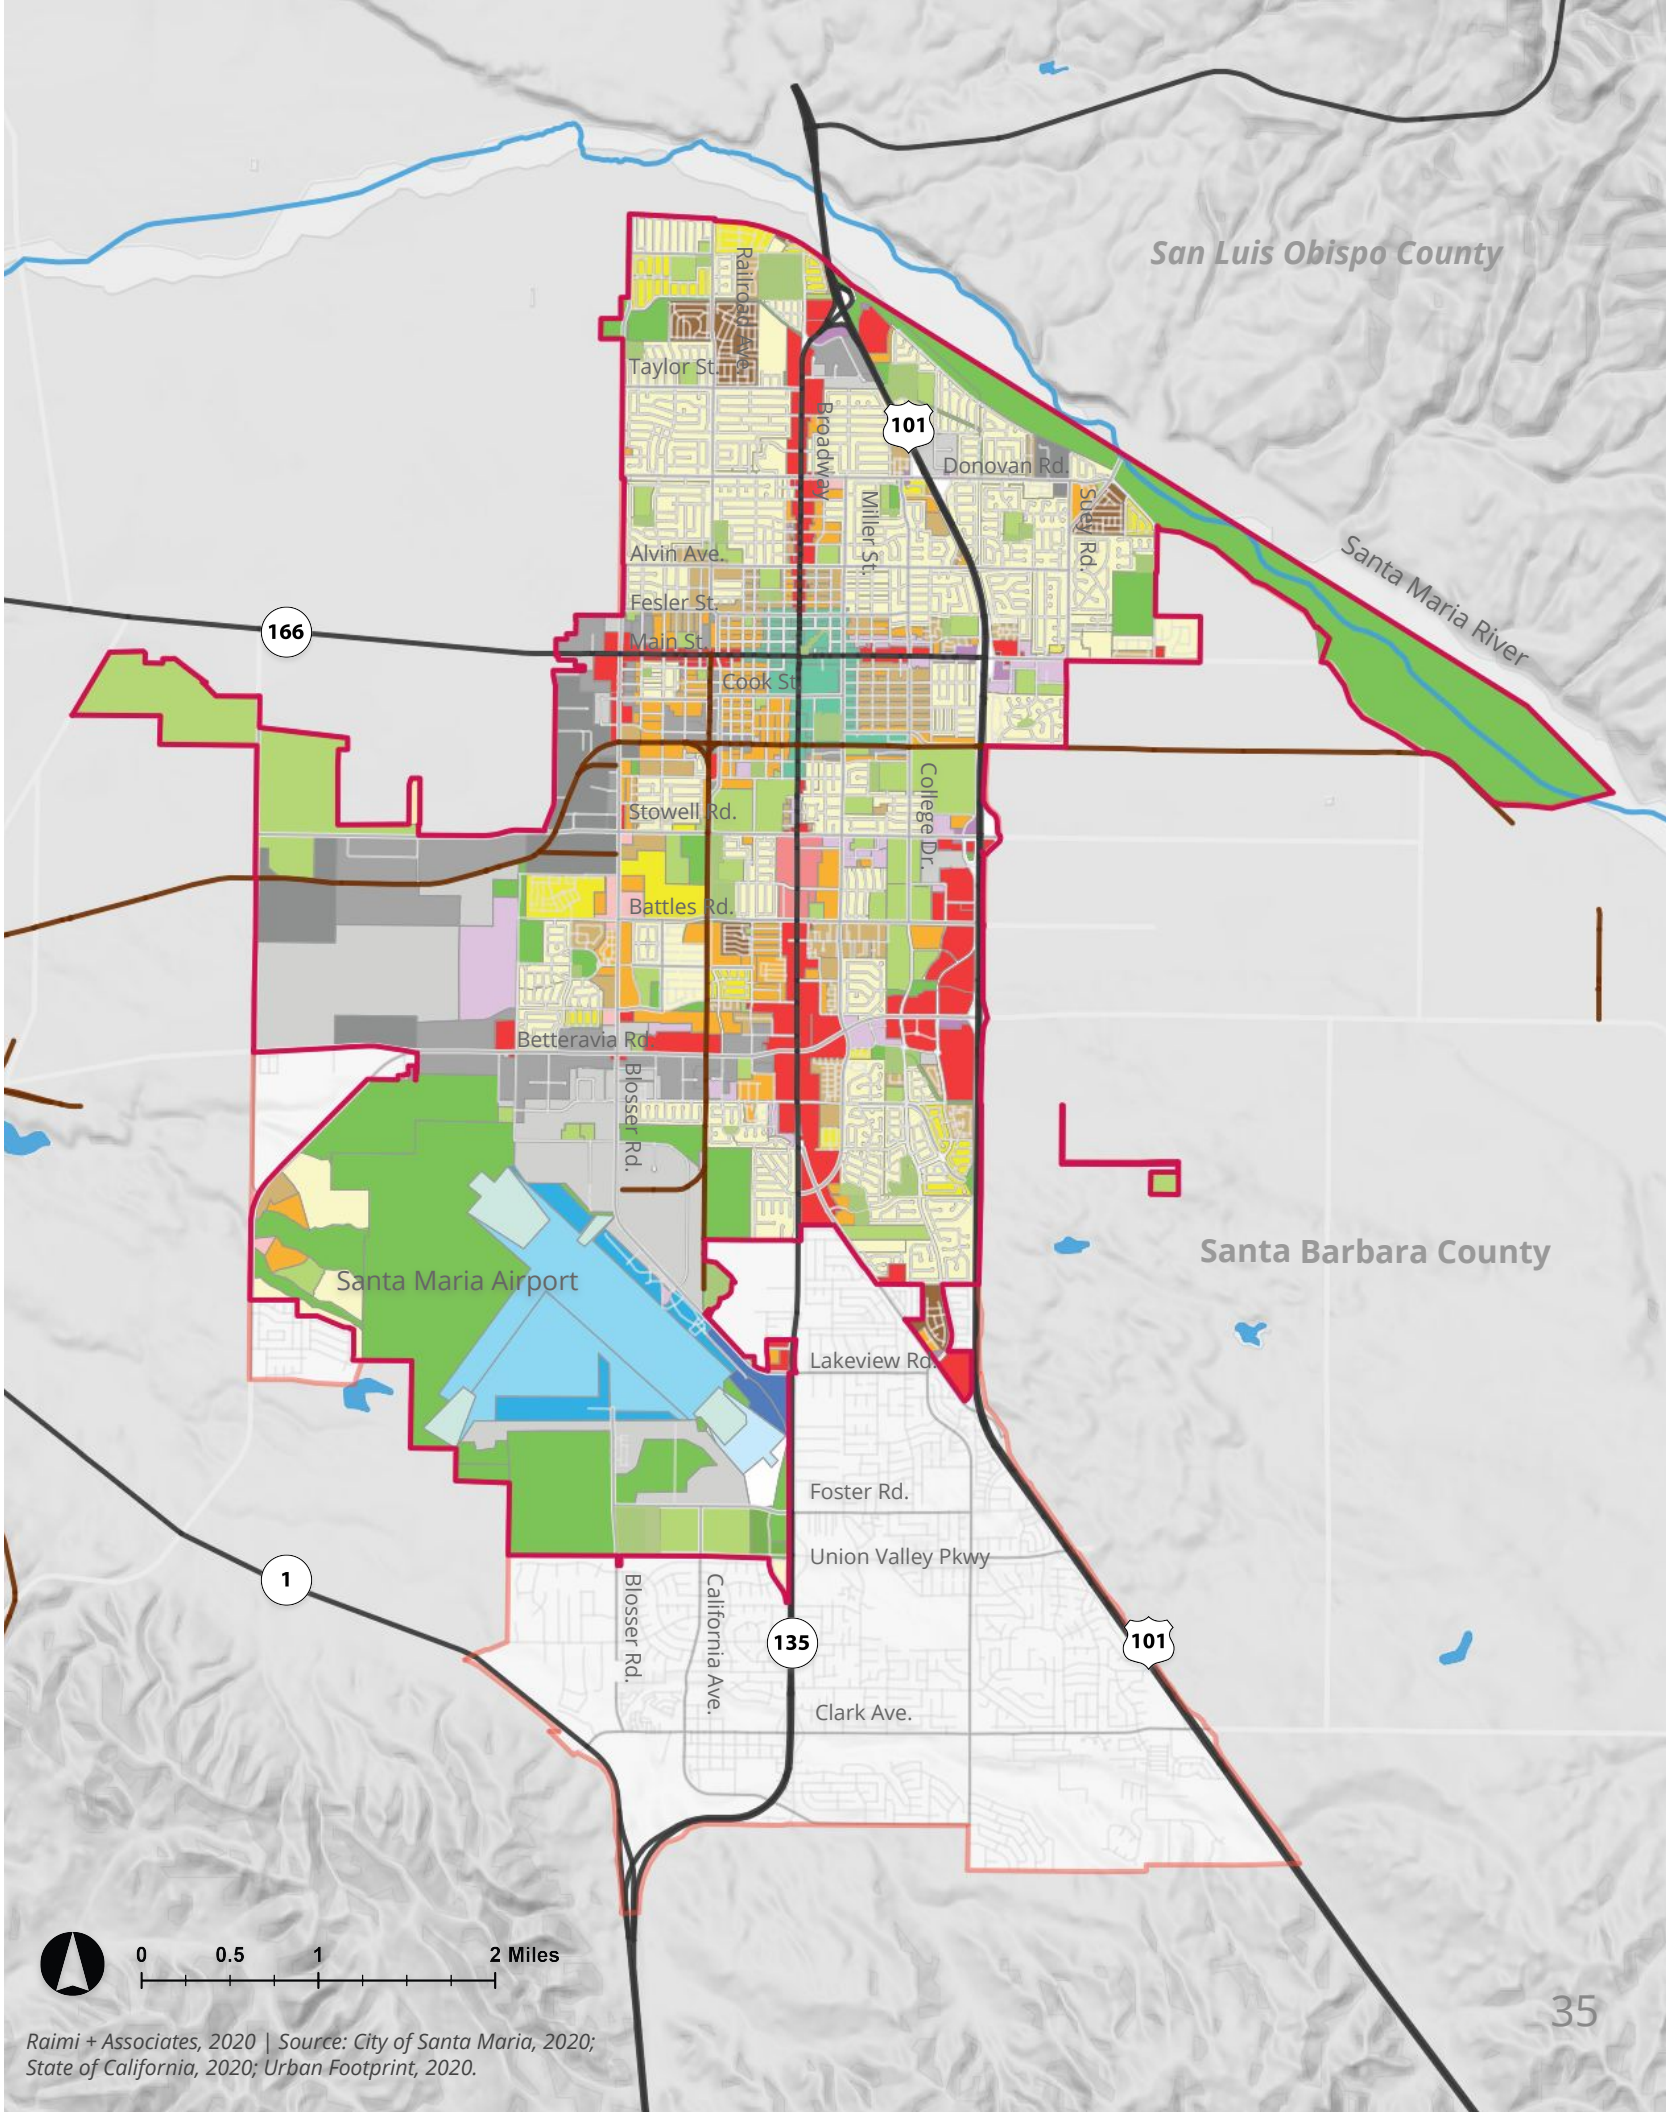 San Luis Obispo County
Railroad Ave.
Taylor St.
Broadway
101
Donovan Rd.
Miller St.
Suey Rd.
Alvin Ave.
Santa Maria River
Fesler St.
166
Main St.
Cook St.
College Dr.
Stowell Rd.
Battles Rd.
Betteravia Rd.
Blosser Rd.
Santa Barbara County
Santa Maria Airport
Lakeview Rd.
Foster Rd.
Union Valley Pkwy
1
Blosser Rd.
California Ave.
135
101
Clark Ave.
0 0.5 1 2 Miles
35
Raimi + Associates, 2020 | Source: City of Santa Maria, 2020;
State of California, 2020; Urban Footprint, 2020.